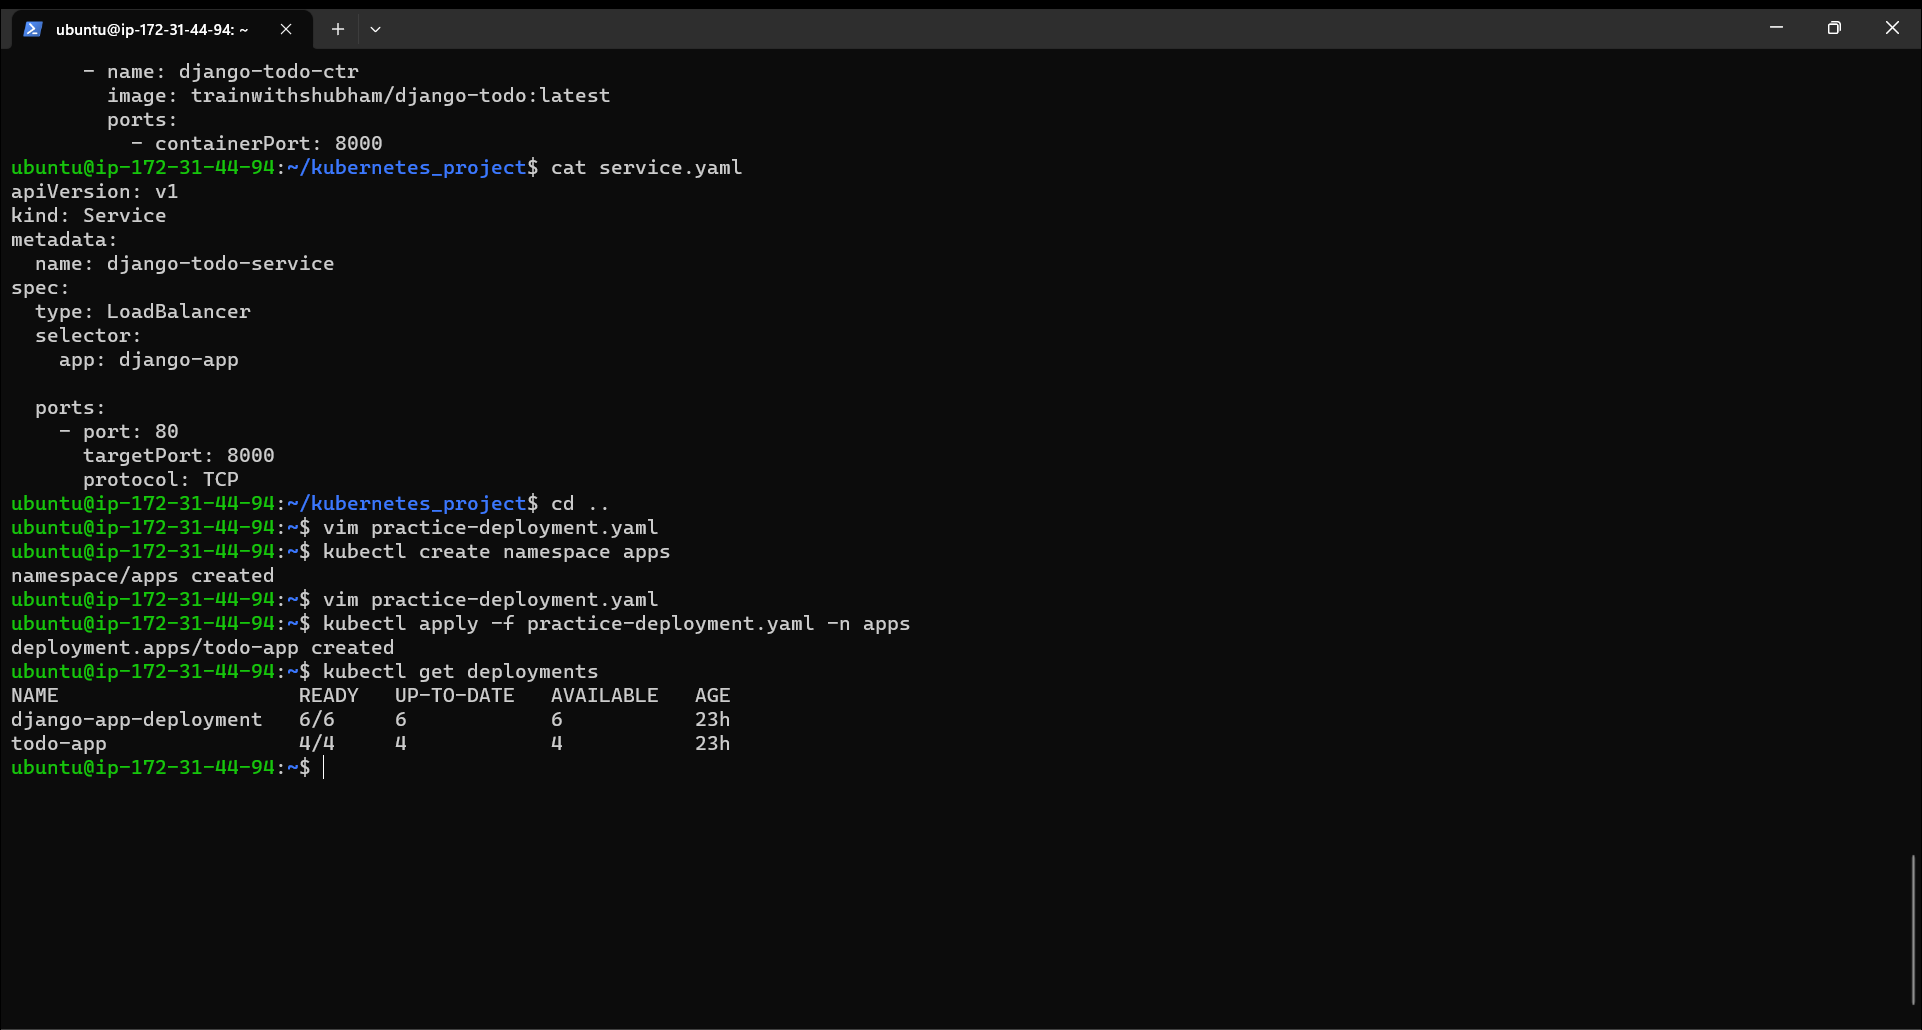 ubuntu@ip-172-31-44-94: ~
      - name: django-todo-ctr
        image: trainwithshubham/django-todo:latest
        ports:
          - containerPort: 8000
ubuntu@ip-172-31-44-94:~/kubernetes_project$ cat service.yaml
apiVersion: v1
kind: Service
metadata:
  name: django-todo-service
spec:
  type: LoadBalancer
  selector:
    app: django-app

  ports:
    - port: 80
      targetPort: 8000
      protocol: TCP
ubuntu@ip-172-31-44-94:~/kubernetes_project$ cd ..
ubuntu@ip-172-31-44-94:~$ vim practice-deployment.yaml
ubuntu@ip-172-31-44-94:~$ kubectl create namespace apps
namespace/apps created
ubuntu@ip-172-31-44-94:~$ vim practice-deployment.yaml
ubuntu@ip-172-31-44-94:~$ kubectl apply -f practice-deployment.yaml -n apps
deployment.apps/todo-app created
ubuntu@ip-172-31-44-94:~$ kubectl get deployments
NAME                    READY   UP-TO-DATE   AVAILABLE   AGE
django-app-deployment   6/6     6            6           23h
todo-app                4/4     4            4           23h
ubuntu@ip-172-31-44-94:~$